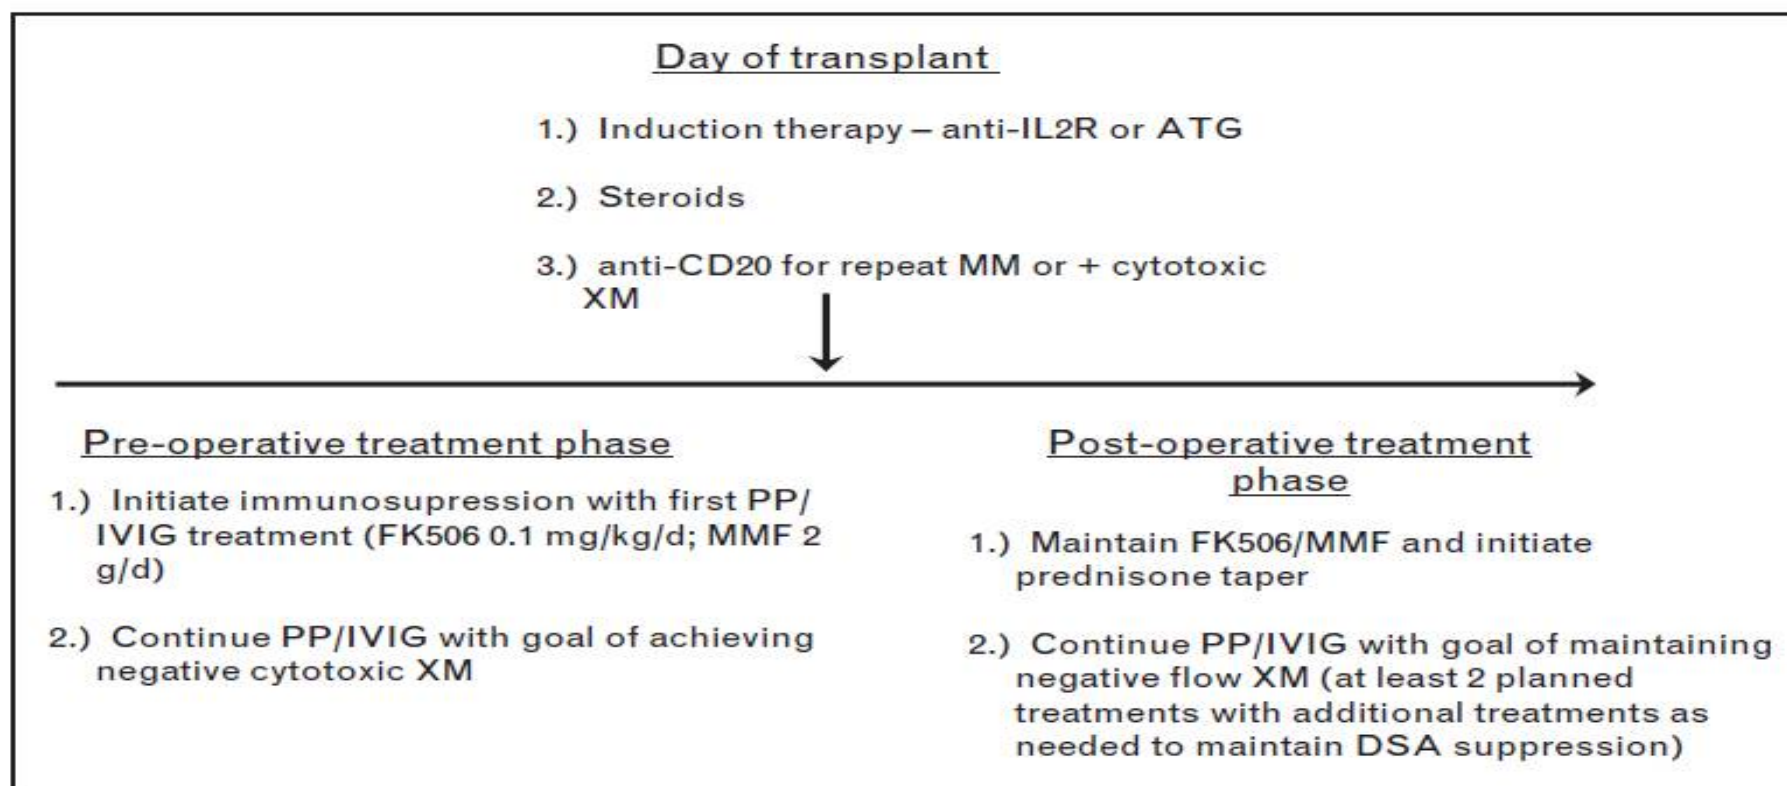 Day of transplant
1.) Induction therapy – anti-IL2R or ATG
2.) Steroids
3.) anti-CD20 for repeat MM or + cytotoxic
XM
Pre-operative treatment phase
1.) Initiate immunosupression with first PP/
IVIG treatment (FK506 0.1 mg/kg/d; MMF 2
g/d)
2.) Continue PP/IVIG with goal of achieving
negative cytotoxic XM
Post-operative treatment
phase
1.) Maintain FK506/MMF and initiate
prednisone taper
2.) Continue PP/IVIG with goal of maintaining
negative flow XM (at least 2 planned
treatments with additional treatments as
needed to maintain DSA suppression)